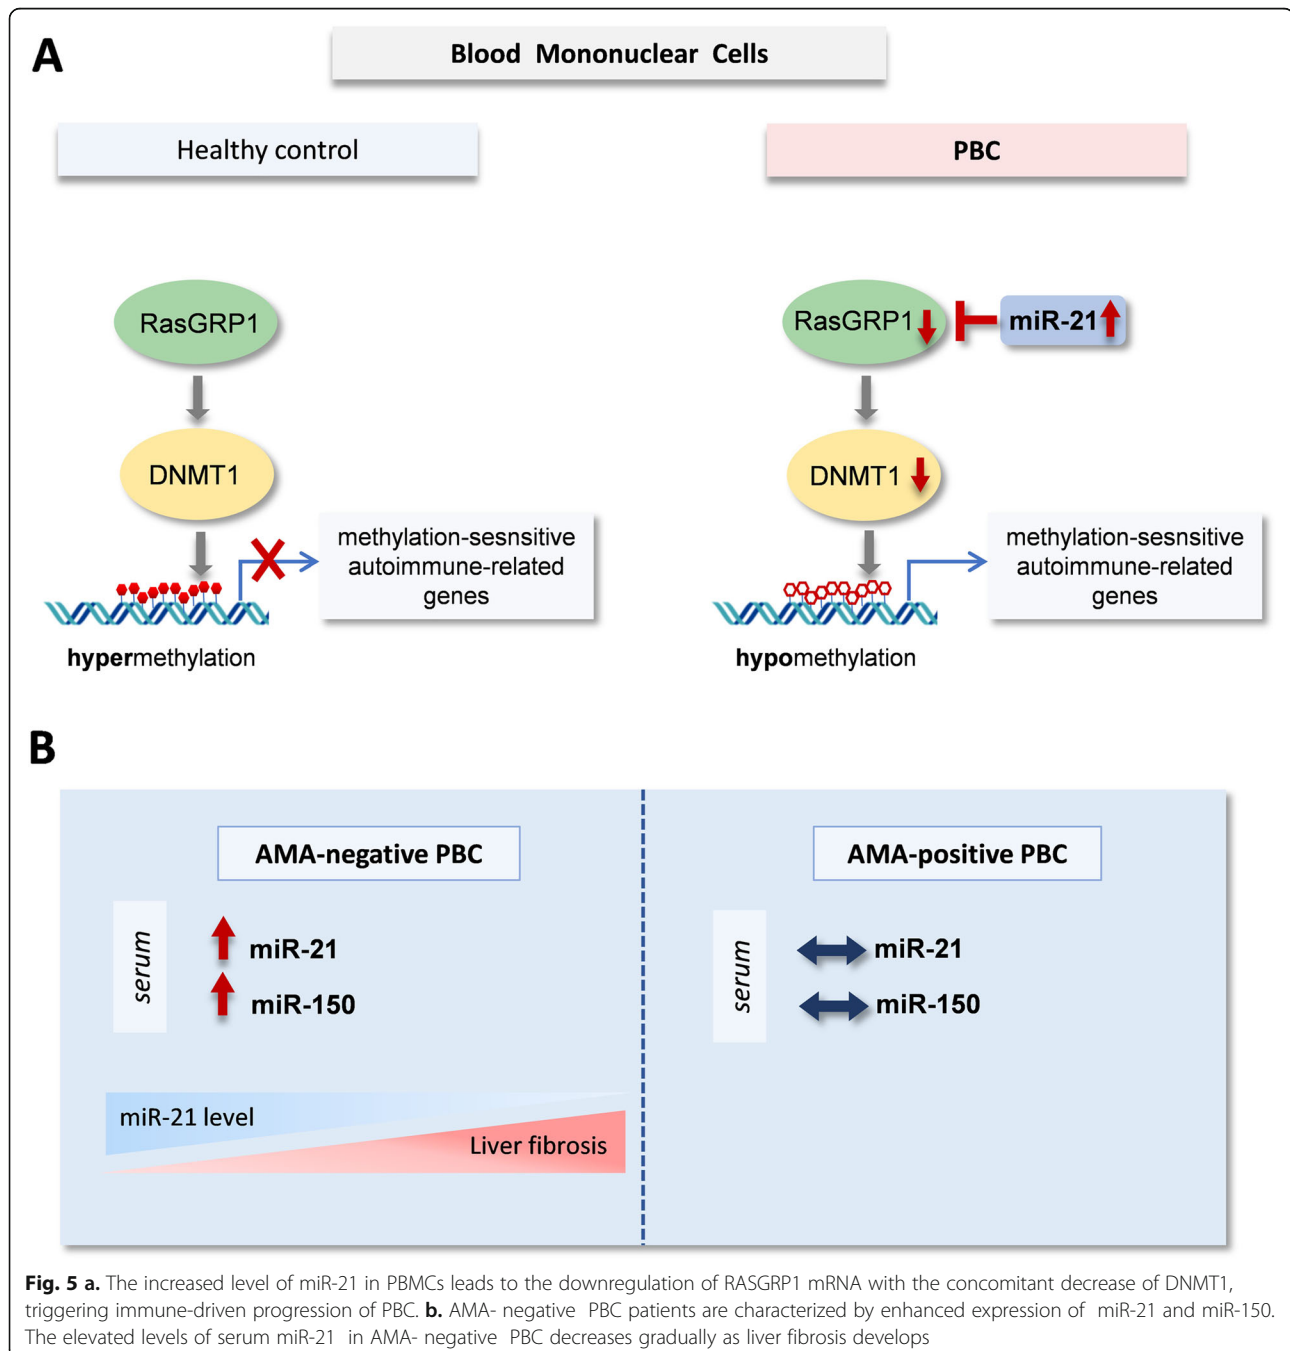 A
Blood Mononuclear Cells
Healthy control
PBC
RasGRP1
DNMT1
methylation-sesnsitive
autoimmune-related
genes
hypermethylation
RasGRP1
miR-21
DNMT1
methylation-sesnsitive
autoimmune-related
genes
hypomethylation
B
AMA-negative PBC
serum
miR-21
miR-150
miR-21 level
Liver fibrosis
AMA-positive PBC
serum
miR-21
miR-150
Fig. 5 a. The increased level of miR-21 in PBMCs leads to the downregulation of RASGRP1 mRNA with the concomitant decrease of DNMT1,
triggering immune-driven progression of PBC. b. AMA- negative PBC patients are characterized by enhanced expression of miR-21 and miR-150.
The elevated levels of serum miR-21 in AMA- negative PBC decreases gradually as liver fibrosis develops